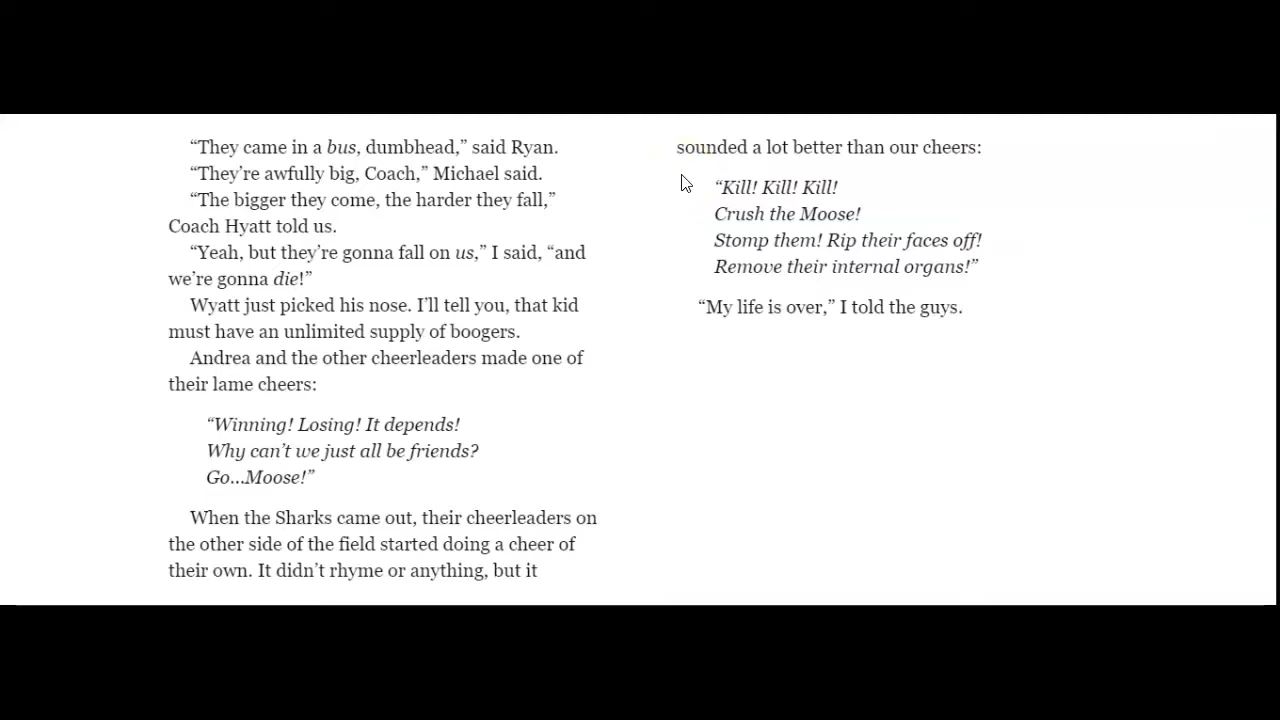 “They came in a bus, dumbhead,” said Ryan.
“They’re awfully big, Coach,” Michael said.
“The bigger they come, the harder they fall,”
Coach Hyatt told us.
“Yeah, but they’re gonna fall on us,” I said, “and
we’re gonna die!”
Wyatt just picked his nose. I’ll tell you, that kid
must have an unlimited supply of boogers.
Andrea and the other cheerleaders made one of
their lame cheers:
“Winning! Losing! It depends!
Why can’t we just all be friends?
Go...Moose!”
When the Sharks came out, their cheerleaders on
the other side of the field started doing a cheer of
their own. It didn’t rhyme or anything, but it
sounded a lot better than our cheers:
“Kill! Kill! Kill!
Crush the Moose!
Stomp them! Rip their faces off!
Remove their internal organs!”
“My life is over,” I told the guys.